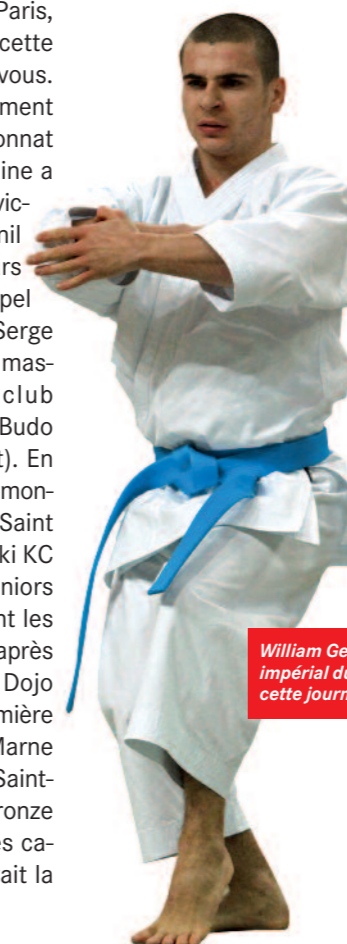 Paris,
cette
vous.
ment
onnat
ine a
vic-
nil
rs
pel
Serge
mas-
club
Budo
t). En
mon-
Saint
ki KC
niors
nt les
après
Dojo
mière
Marne
Saint-
ronze
es ca-
ait la
William Ge
impérial du
cette journ